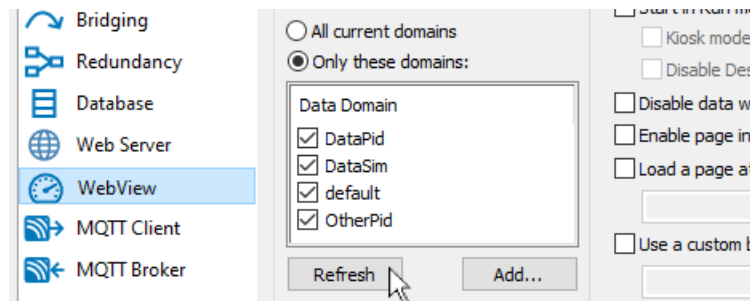 Bridging
Redundancy
Database
Web Server
WebView
MQTT Client
MQTT Broker
All current domains
Only these domains:
Data Domain
DataPid
DataSim
default
OtherPid
Refresh
Add...
Kiosk mode
Disable
Disable data
Enable page
Load a page
Use a custom